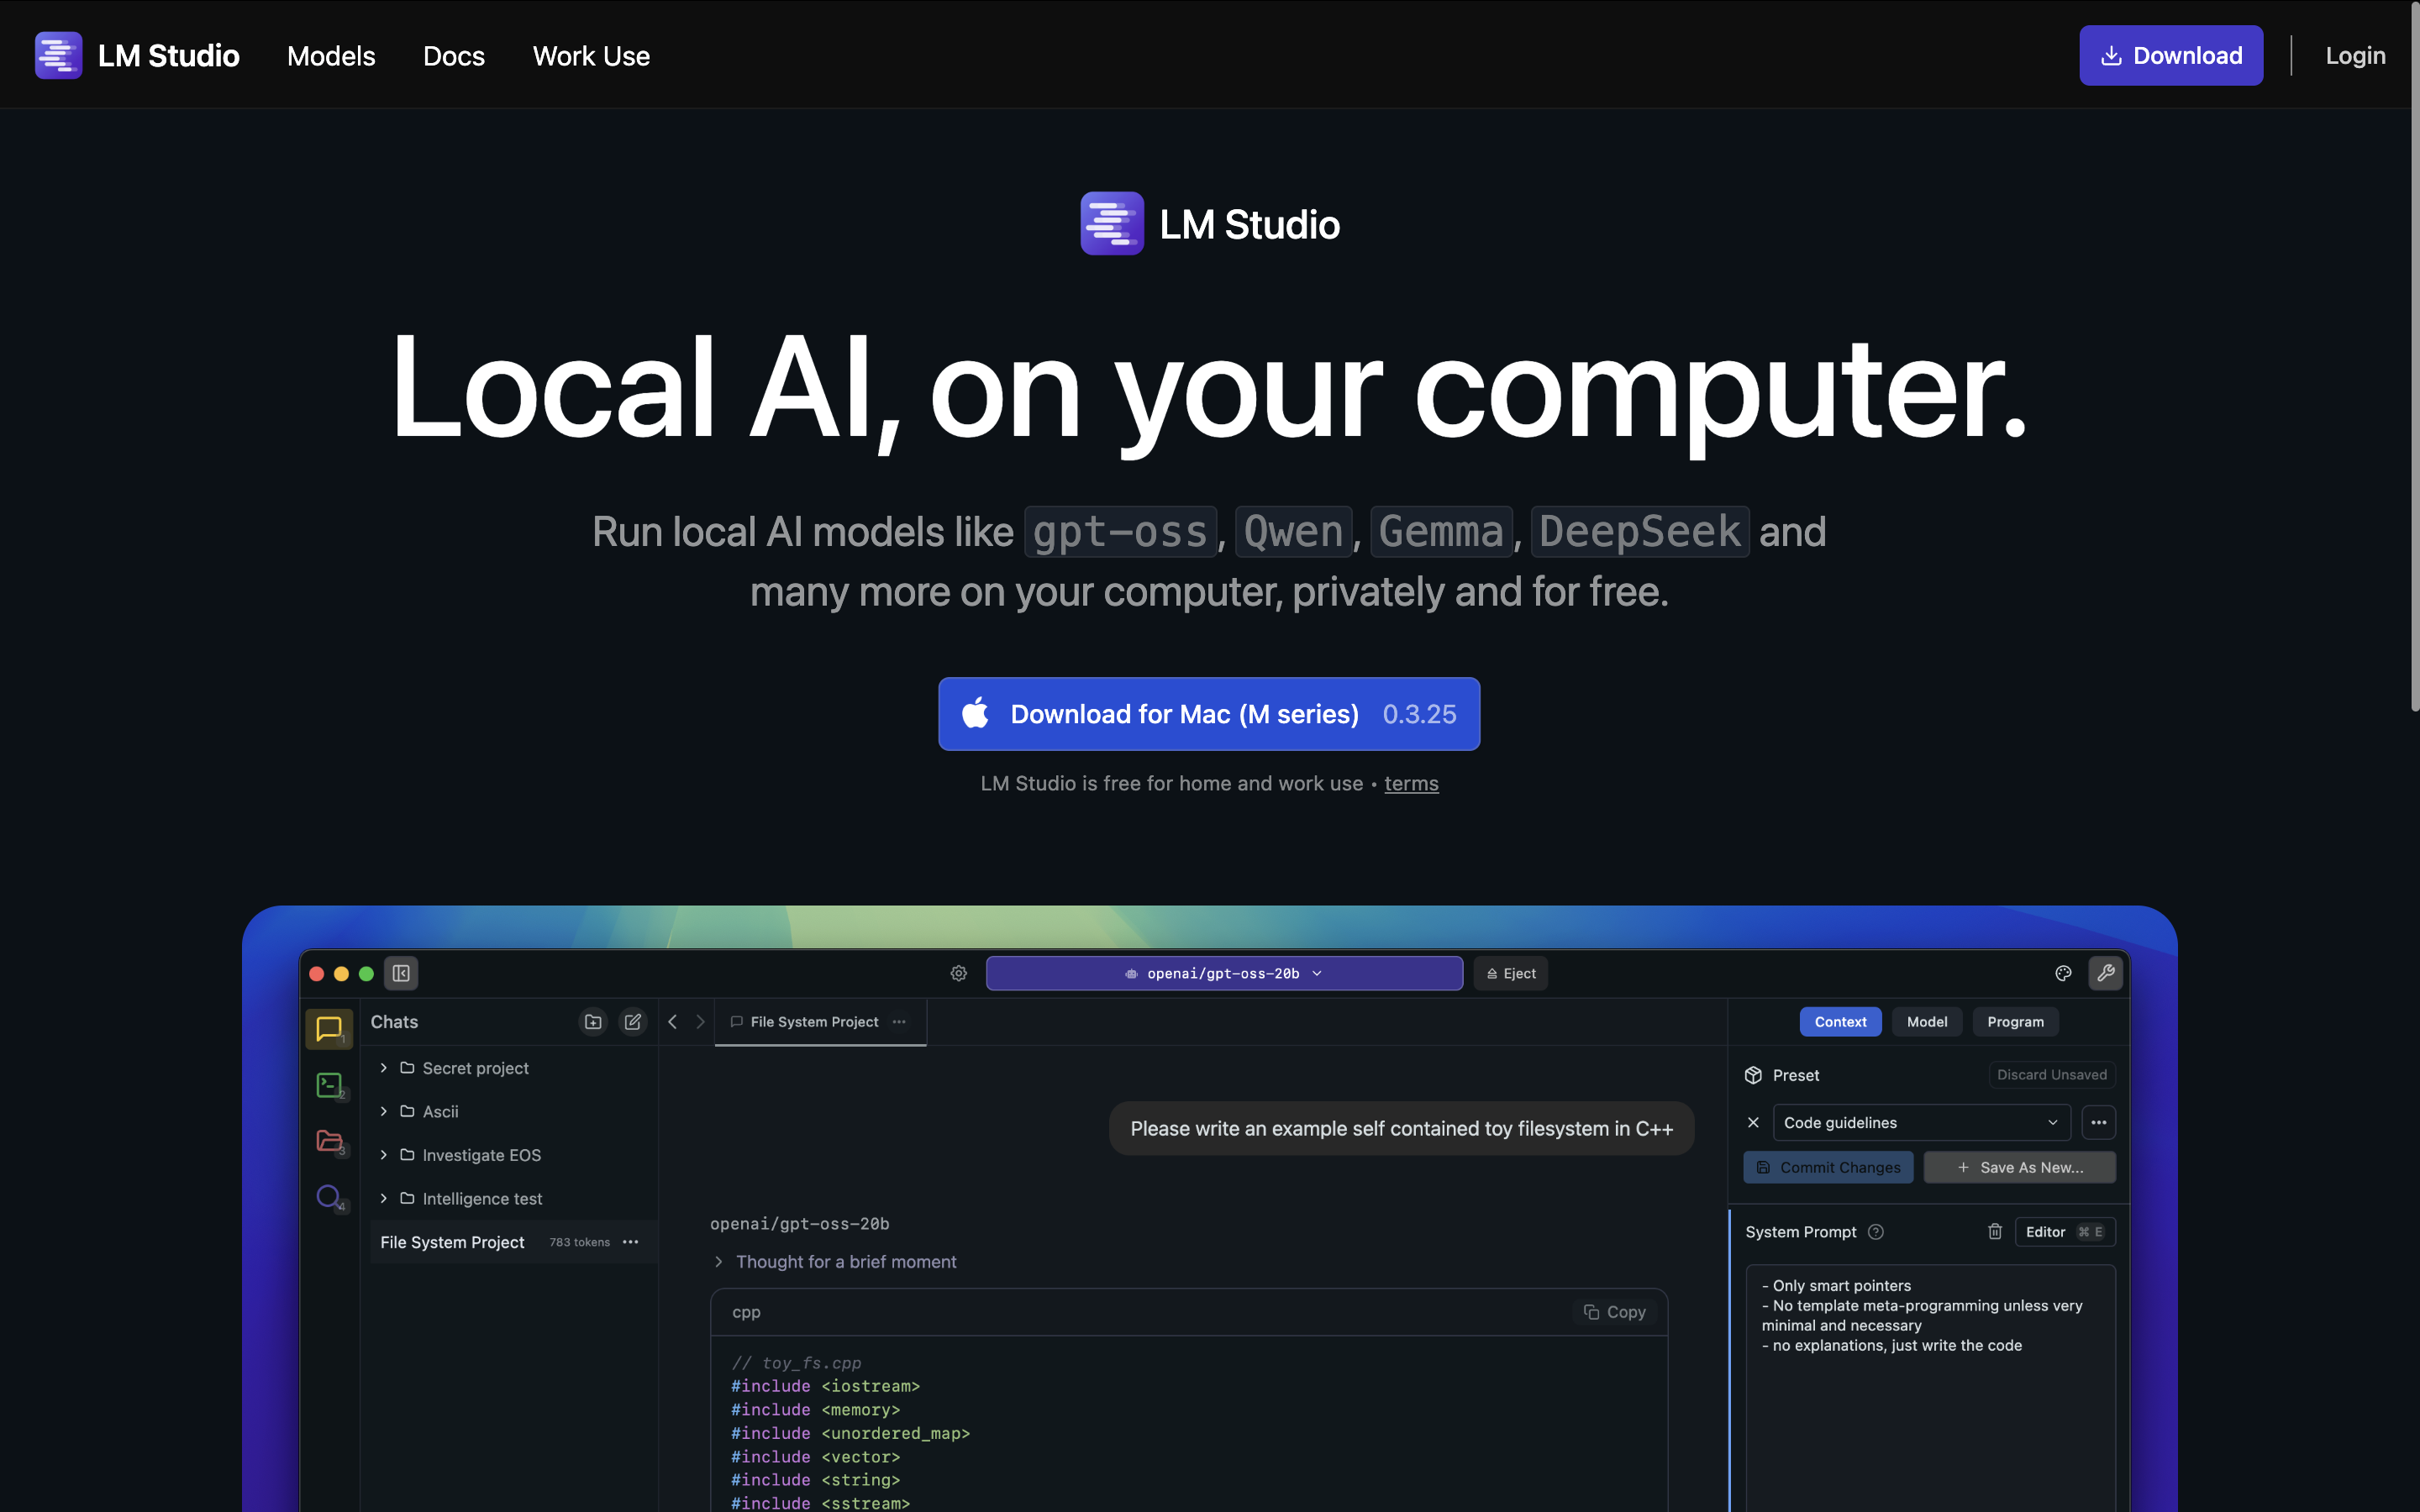 LM Studio
Models
Docs
Work Use
Download
Login
LM Studio
Local AI, on your computer.
Run local AI models like gpt-oss, Qwen, Gemma, DeepSeek and
many more on your computer, privately and for free.
Download for Mac (M series) 0.3.25
LM Studio is free for home and work use • terms
openai/gpt-oss-20b
Eject
1
2
3
4
Chats
Secret project
Ascii
Investigate EOS
Intelligence test
File System Project 783 tokens
File System Project
Please write an example self contained toy filesystem in C++
openai/gpt-oss-20b
Thought for a brief moment
cpp
Copy
// toy_fs.cpp
#include <iostream>
#include <memory>
#include <unordered_map>
#include <vector>
#include <string>
#include <sstream>
Context
Model
Program
Preset
Discard Unsaved
Code guidelines
Commit Changes
+ Save As New...
System Prompt
Editor ⌘ E
- Only smart pointers
- No template meta-programming unless very
minimal and necessary
- no explanations, just write the code